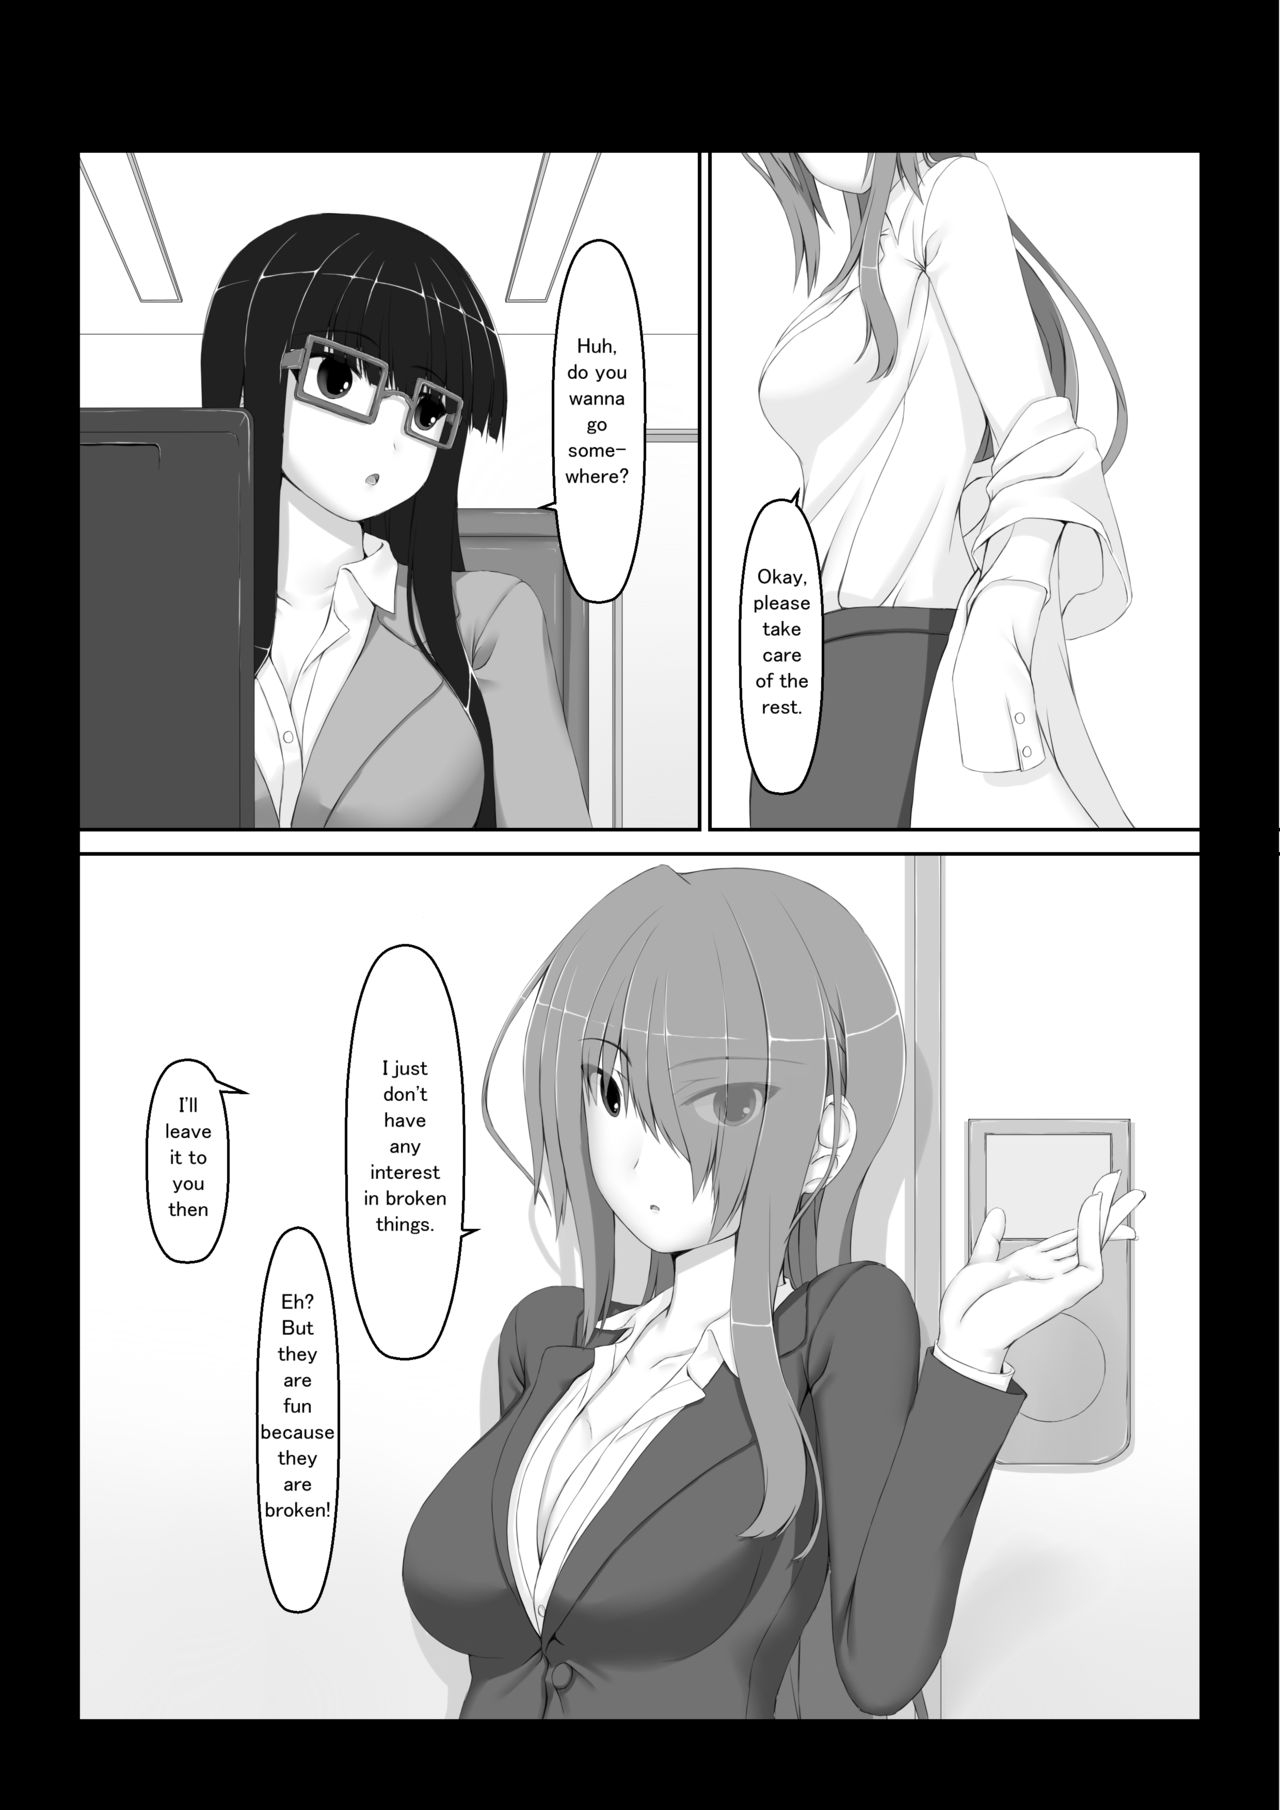 Okay,
please
take
care
of the
rest.
Huh,
do you
wanna
go
some-
where?
I just
don't
have
any
interest
in broken
things.
Eh?
But
they
are
fun
because
they
are
broken!
I'll
leave
it to
you
then